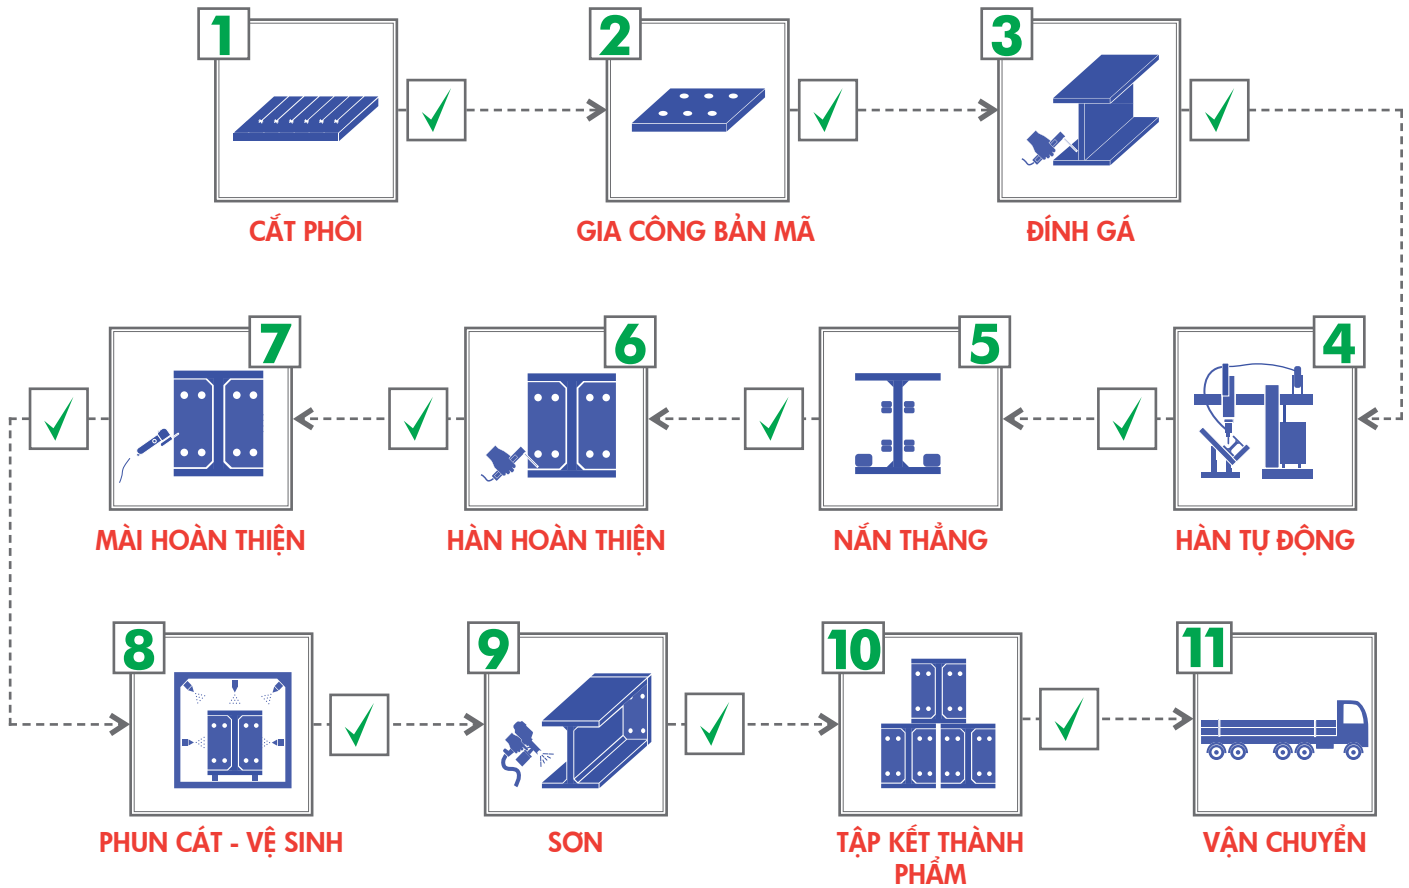 1
CẮT PHÔI
2
GIA CÔNG BẢN MÃ
3
ĐÍNH GÁ
4
HÀN TỰ ĐỘNG
5
NẮN THẲNG
6
HÀN HOÀN THIỆN
7
MÀI HOÀN THIỆN
8
PHUN CÁT - VỆ SINH
9
SƠN
10
TẬP KẾT THÀNH
PHẨM
11
VẬN CHUYỂN